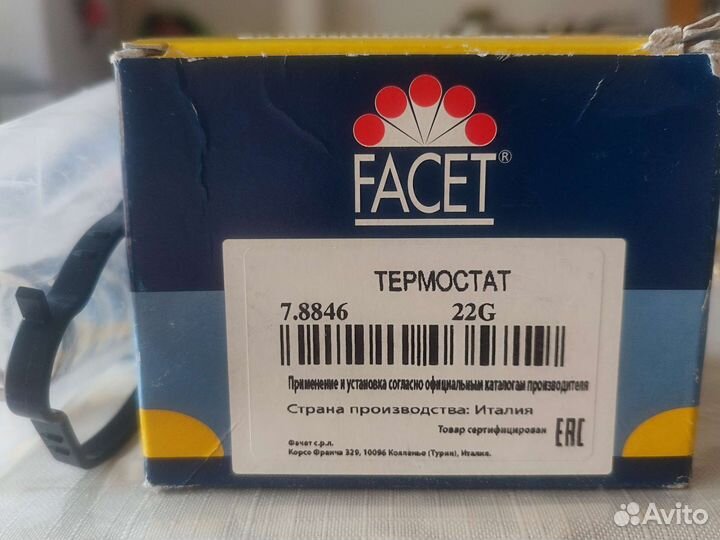 FACET®
ТЕРМОСТАТ
7.8846 22G
Применение и установка согласно официальным каталогам производителя
Страна производства: Италия
Товар сертифицирован EAC
Фачет с.р.л.
Корсо Франча 329, 10096 Колленьо (Турин), Италия.
Avito